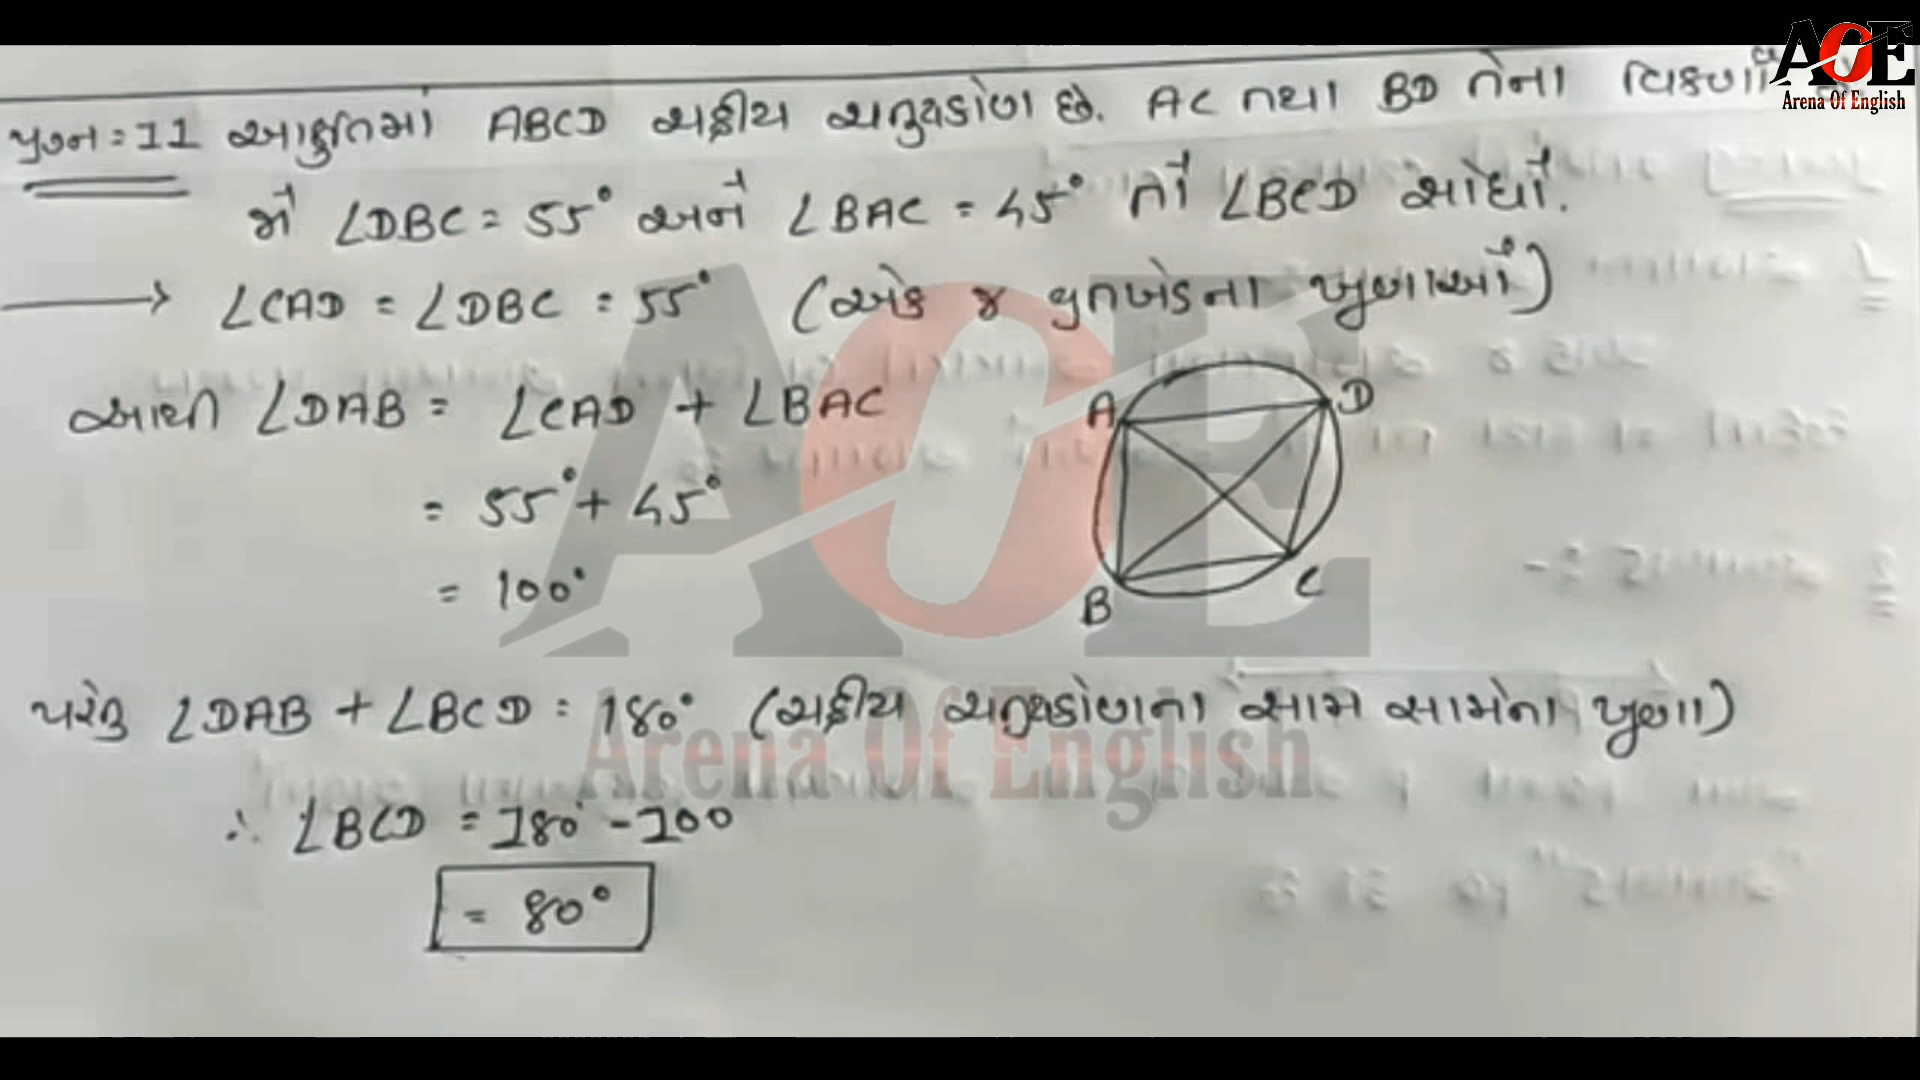 AOE
Arena Of English
પ્રશ્ન = 11 આકૃતિમાં ABCD ચક્રીય ચતુષ્કોણ છે. AC તથા BD તેના વિકર્ણો
જો ∠DBC = 55° અને ∠BAC = 45° તો ∠BCD શોધો.
→ ∠CAD = ∠DBC = 55° (એક જ વૃતખંડના ખુણાઓ)
આથી ∠DAB = ∠CAD + ∠BAC
= 55° + 45°
= 100°
A D
B C
પરંતુ ∠DAB + ∠BCD = 180° (ચક્રીય ચતુષ્કોણના સામ સામેના ખુણા)
∴ ∠BCD = 180° - 100
= 80°
AOE
Arena Of English